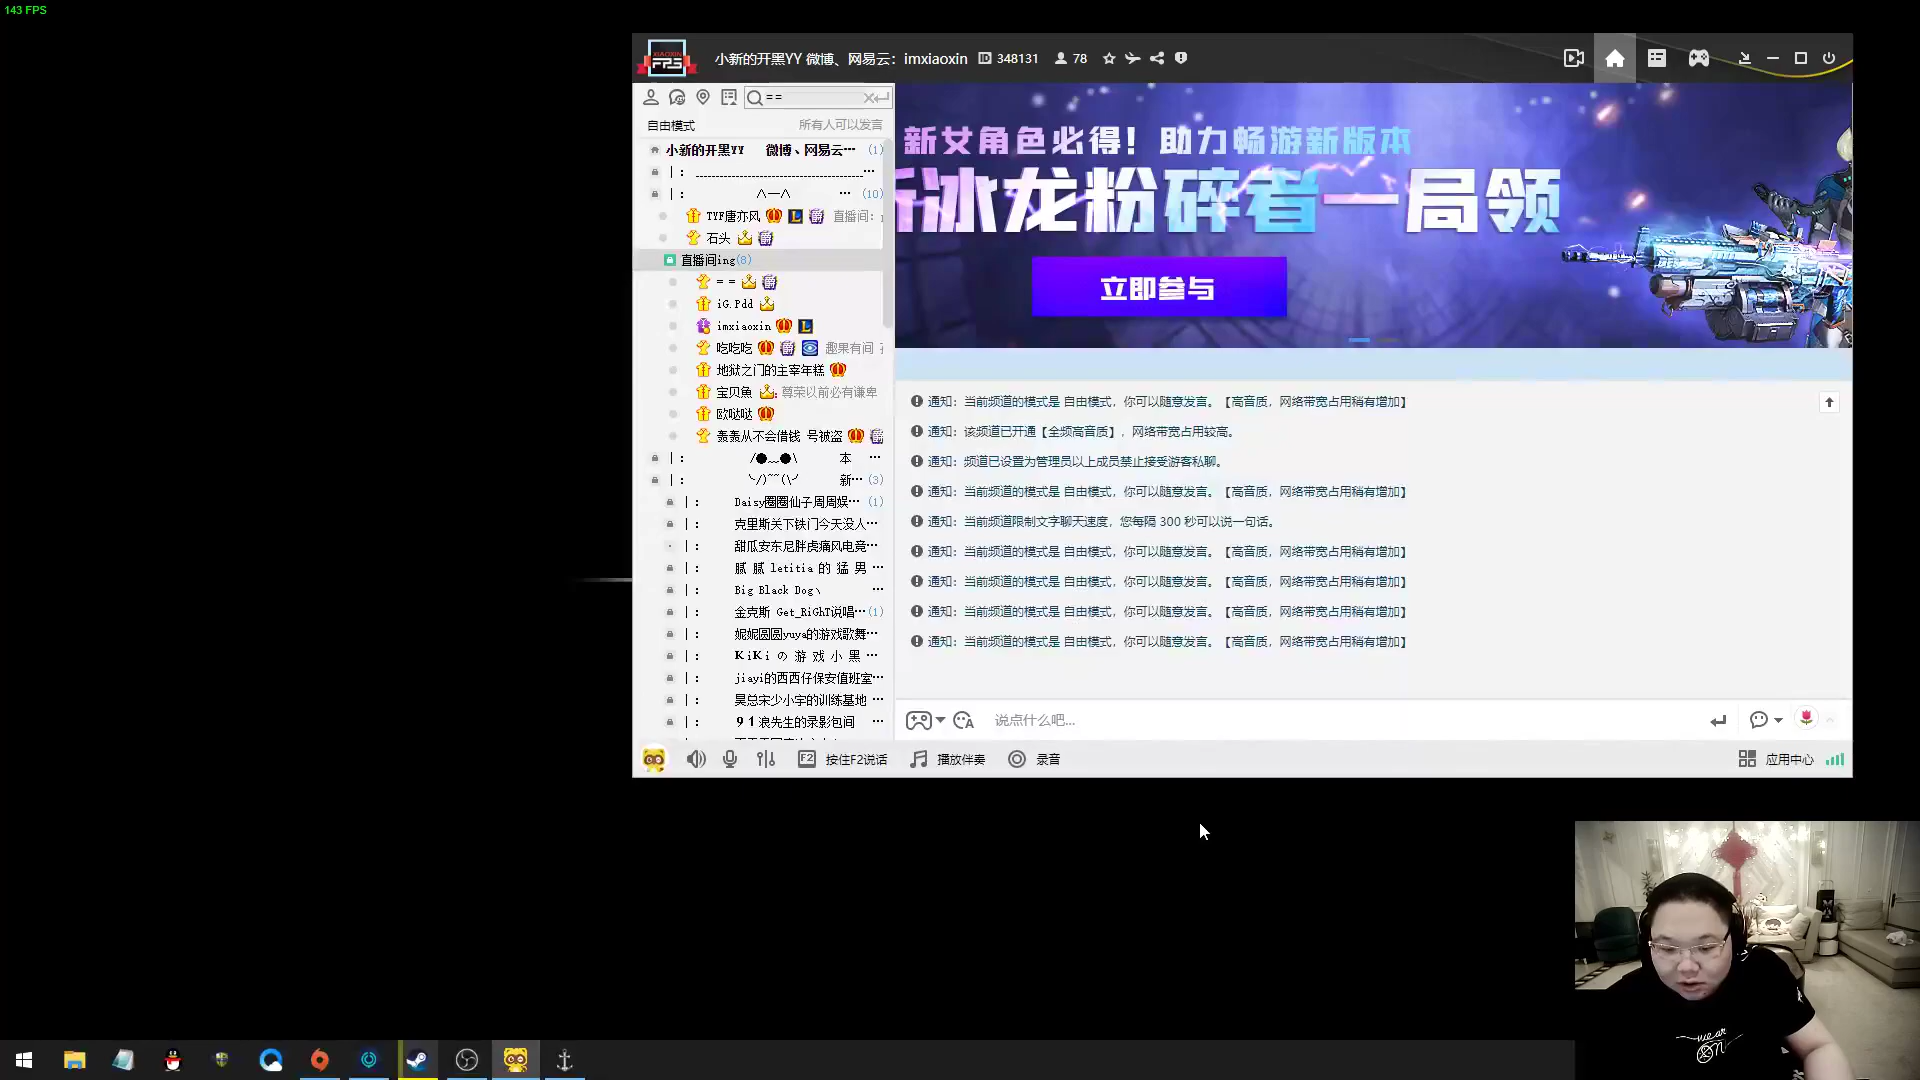 143 FPS
XIAOXIN
FPS
小新的开黑YY 微博、网易云：imxiaoxin ID 348131 78
==
自由模式 所有人可以发言
小新的开黑YY 微博、网易云… (1)
|： ---------------------------------------- …
|： ∧—∧ … (10)
TYF唐亦风 爵 直播间：
石头 爵
直播间ing(8)
== 爵
iG.Pdd
imxiaoxin
吃吃吃 爵 趣果有间
地狱之门的主宰年糕
宝贝魚 尊荣以前必有谦卑
欧哒哒
轰轰从不会借钱 号被盗 爵
|： /●﹏●\ 本 …
|： ╰/)~~(\╯ 新… (3)
|： Daisy圈圈仙子周周娱… (1)
|： 克里斯关下铁门今天没人…
|： 甜瓜安东尼胖虎痛风电竞…
|： 腻 腻 letitia 的 猛 男 …
|： Big Black Dog、 …
|： 金克斯 Get_RiGhT说唱… (1)
|： 妮妮圆圆yuya的游戏歌舞…
|： KiKi の 游 戏 小 黑 …
|： jiayi的西西仔保安值班室…
|： 昊总宋少小宇的训练基地 …
|： 91浪先生的录影包间 …
新女角色必得！助力畅游新版本
冰龙粉碎者一局领
立即参与
通知：当前频道的模式是 自由模式，你可以随意发言。【高音质，网络带宽占用稍有增加】
通知：该频道已开通【全频高音质】，网络带宽占用较高。
通知：频道已设置为管理员以上成员禁止接受游客私聊。
通知：当前频道的模式是 自由模式，你可以随意发言。【高音质，网络带宽占用稍有增加】
通知：当前频道限制文字聊天速度，您每隔 300 秒可以说一句话。
通知：当前频道的模式是 自由模式，你可以随意发言。【高音质，网络带宽占用稍有增加】
通知：当前频道的模式是 自由模式，你可以随意发言。【高音质，网络带宽占用稍有增加】
通知：当前频道的模式是 自由模式，你可以随意发言。【高音质，网络带宽占用稍有增加】
通知：当前频道的模式是 自由模式，你可以随意发言。【高音质，网络带宽占用稍有增加】
说点什么吧...
F2 按住F2说话 播放伴奏 录音 应用中心
wear
ON